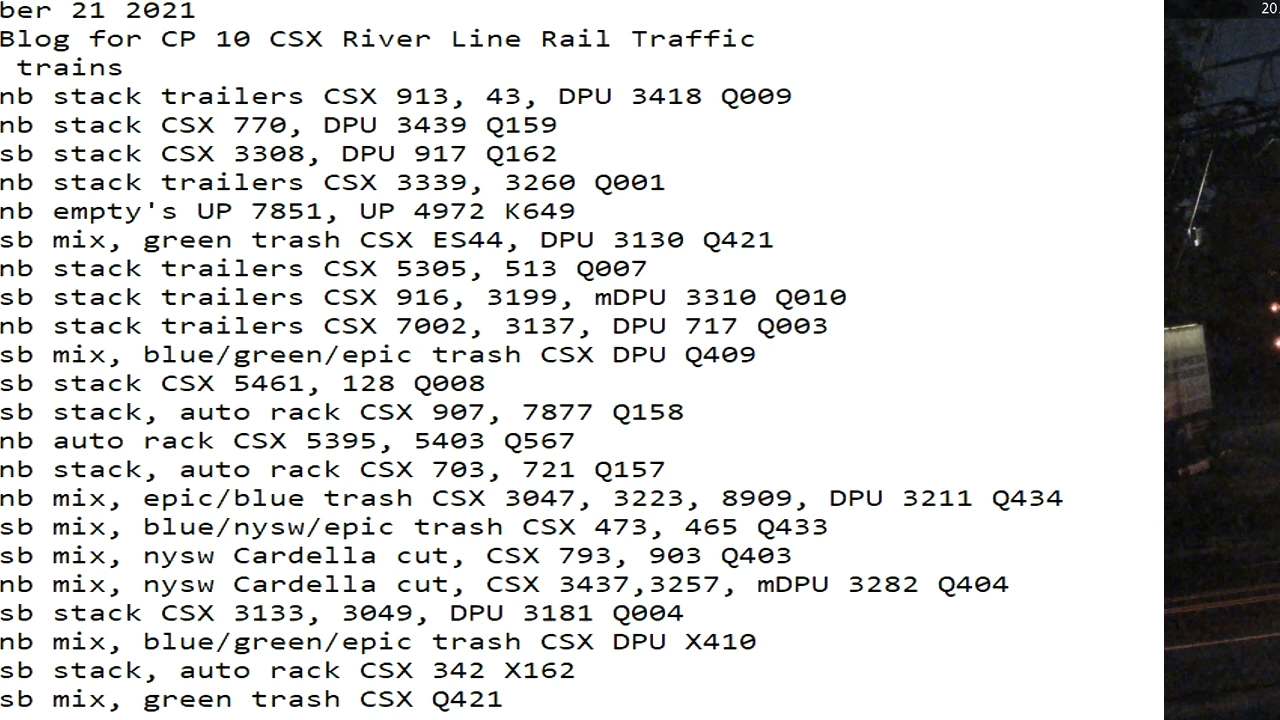 ber 21 2021
Blog for CP 10 CSX River Line Rail Traffic
trains
nb stack trailers CSX 913, 43, DPU 3418 Q009
nb stack CSX 770, DPU 3439 Q159
sb stack CSX 3308, DPU 917 Q162
nb stack trailers CSX 3339, 3260 Q001
nb empty's UP 7851, UP 4972 K649
sb mix, green trash CSX ES44, DPU 3130 Q421
nb stack trailers CSX 5305, 513 Q007
sb stack trailers CSX 916, 3199, mDPU 3310 Q010
nb stack trailers CSX 7002, 3137, DPU 717 Q003
sb mix, blue/green/epic trash CSX DPU Q409
sb stack CSX 5461, 128 Q008
sb stack, auto rack CSX 907, 7877 Q158
nb auto rack CSX 5395, 5403 Q567
nb stack, auto rack CSX 703, 721 Q157
nb mix, epic/blue trash CSX 3047, 3223, 8909, DPU 3211 Q434
sb mix, blue/nysw/epic trash CSX 473, 465 Q433
sb mix, nysw Cardella cut, CSX 793, 903 Q403
nb mix, nysw Cardella cut, CSX 3437,3257, mDPU 3282 Q404
sb stack CSX 3133, 3049, DPU 3181 Q004
nb mix, blue/green/epic trash CSX DPU X410
sb stack, auto rack CSX 342 X162
sb mix, green trash CSX Q421
20